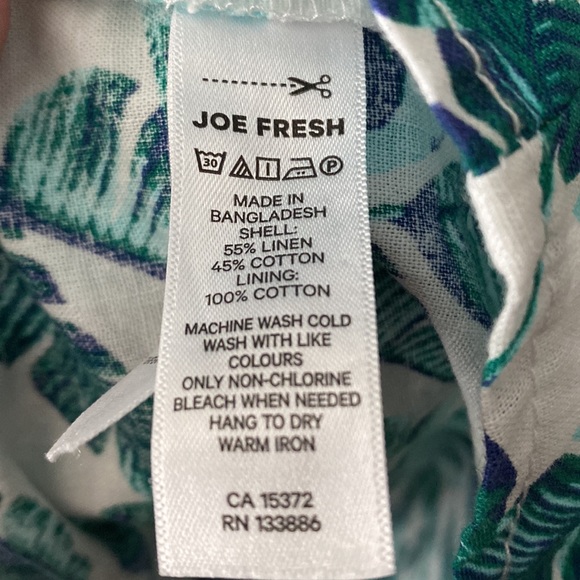 JOE FRESH
30 P
MADE IN
BANGLADESH
SHELL:
55% LINEN
45% COTTON
LINING:
100% COTTON
MACHINE WASH COLD
WASH WITH LIKE
COLOURS
ONLY NON-CHLORINE
BLEACH WHEN NEEDED
HANG TO DRY
WARM IRON
CA 15372
RN 133886